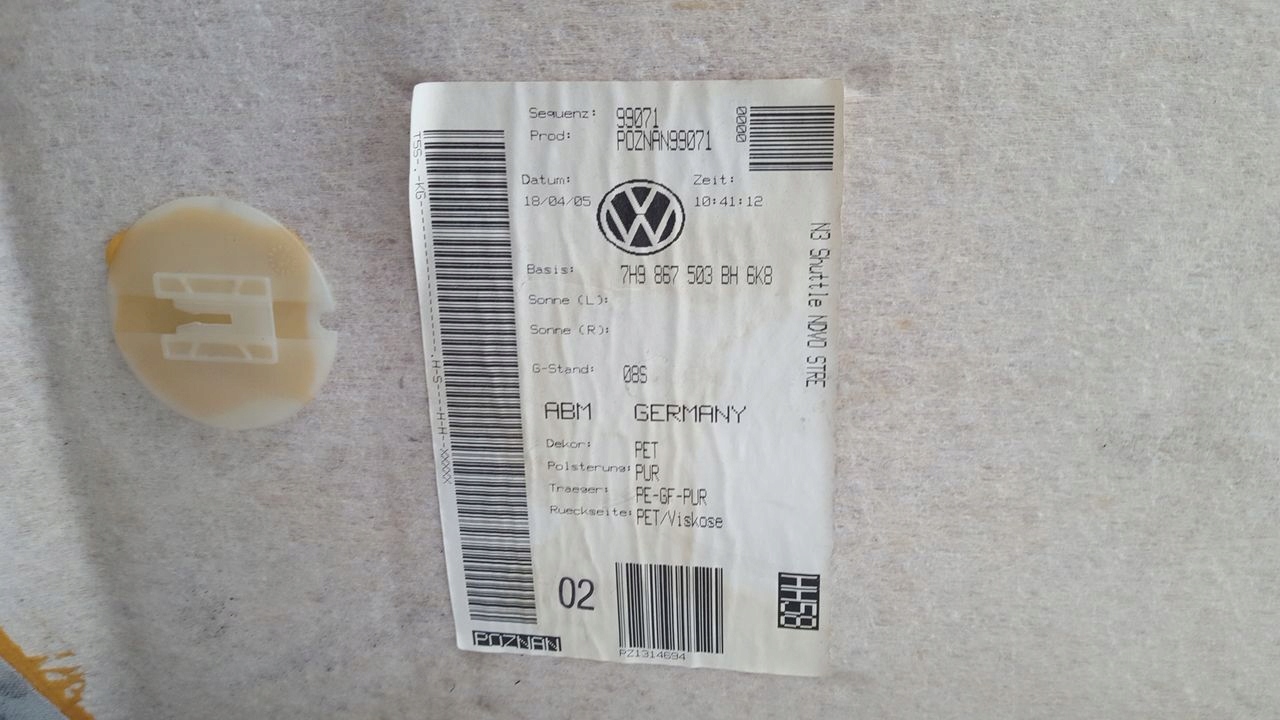 Sequenz: 99071
Prod: POZNAN99071
0000
Datum: Zeit:
18/04/05 10:41:12
Basis: 7H9 867 503 BH 6K8
Sonne (L):
Sonne (R):
G-Stand: 08S
ABM GERMANY
Dekor: PET
Polsterung: PUR
Traeger: PE-GF-PUR
Rueckseite: PET/Viskose
02
PZ1314694
POZNAN
HH58
N3 Shuttle NOVO STRE